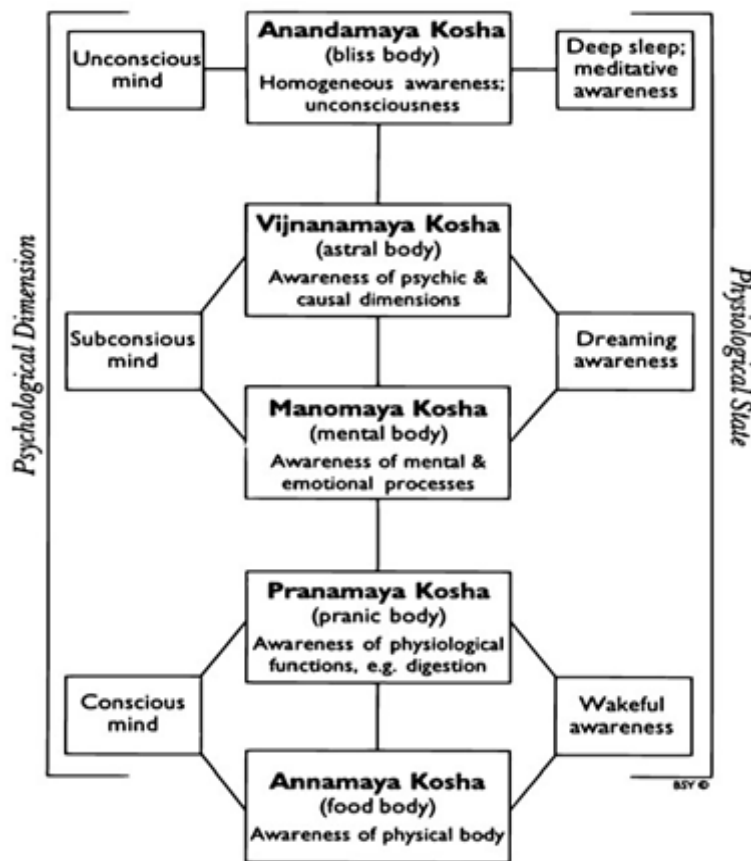 Anandamaya Kosha
(bliss body)
Homogeneous awareness;
unconsciousness
Unconscious
mind
Deep sleep;
meditative
awareness
Vijnanamaya Kosha
(astral body)
Awareness of psychic &
causal dimensions
Subconsious
mind
Dreaming
awareness
Manomaya Kosha
(mental body)
Awareness of mental &
emotional processes
Pranamaya Kosha
(pranic body)
Awareness of physiological
functions, e.g. digestion
Conscious
mind
Wakeful
awareness
Annamaya Kosha
(food body)
Awareness of physical body
Psychological Dimension
Physiological State
BSY ©